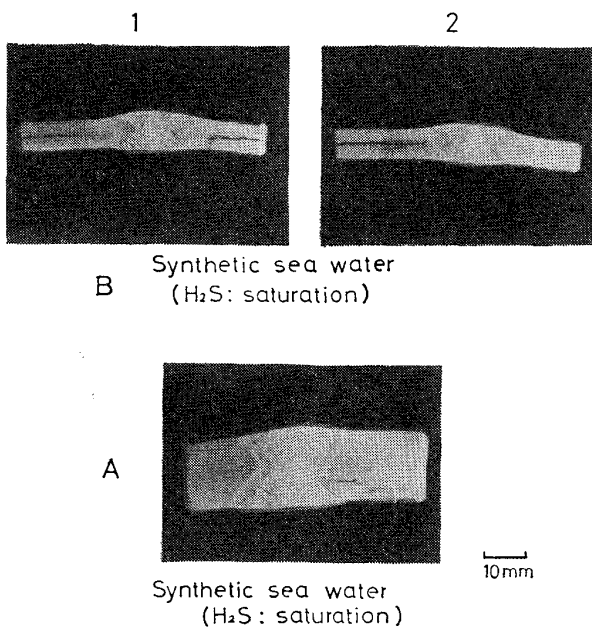 1
2
Synthetic sea water
B
(H₂S: saturation)
A
10mm
Synthetic sea water
(H₂S: saturation)